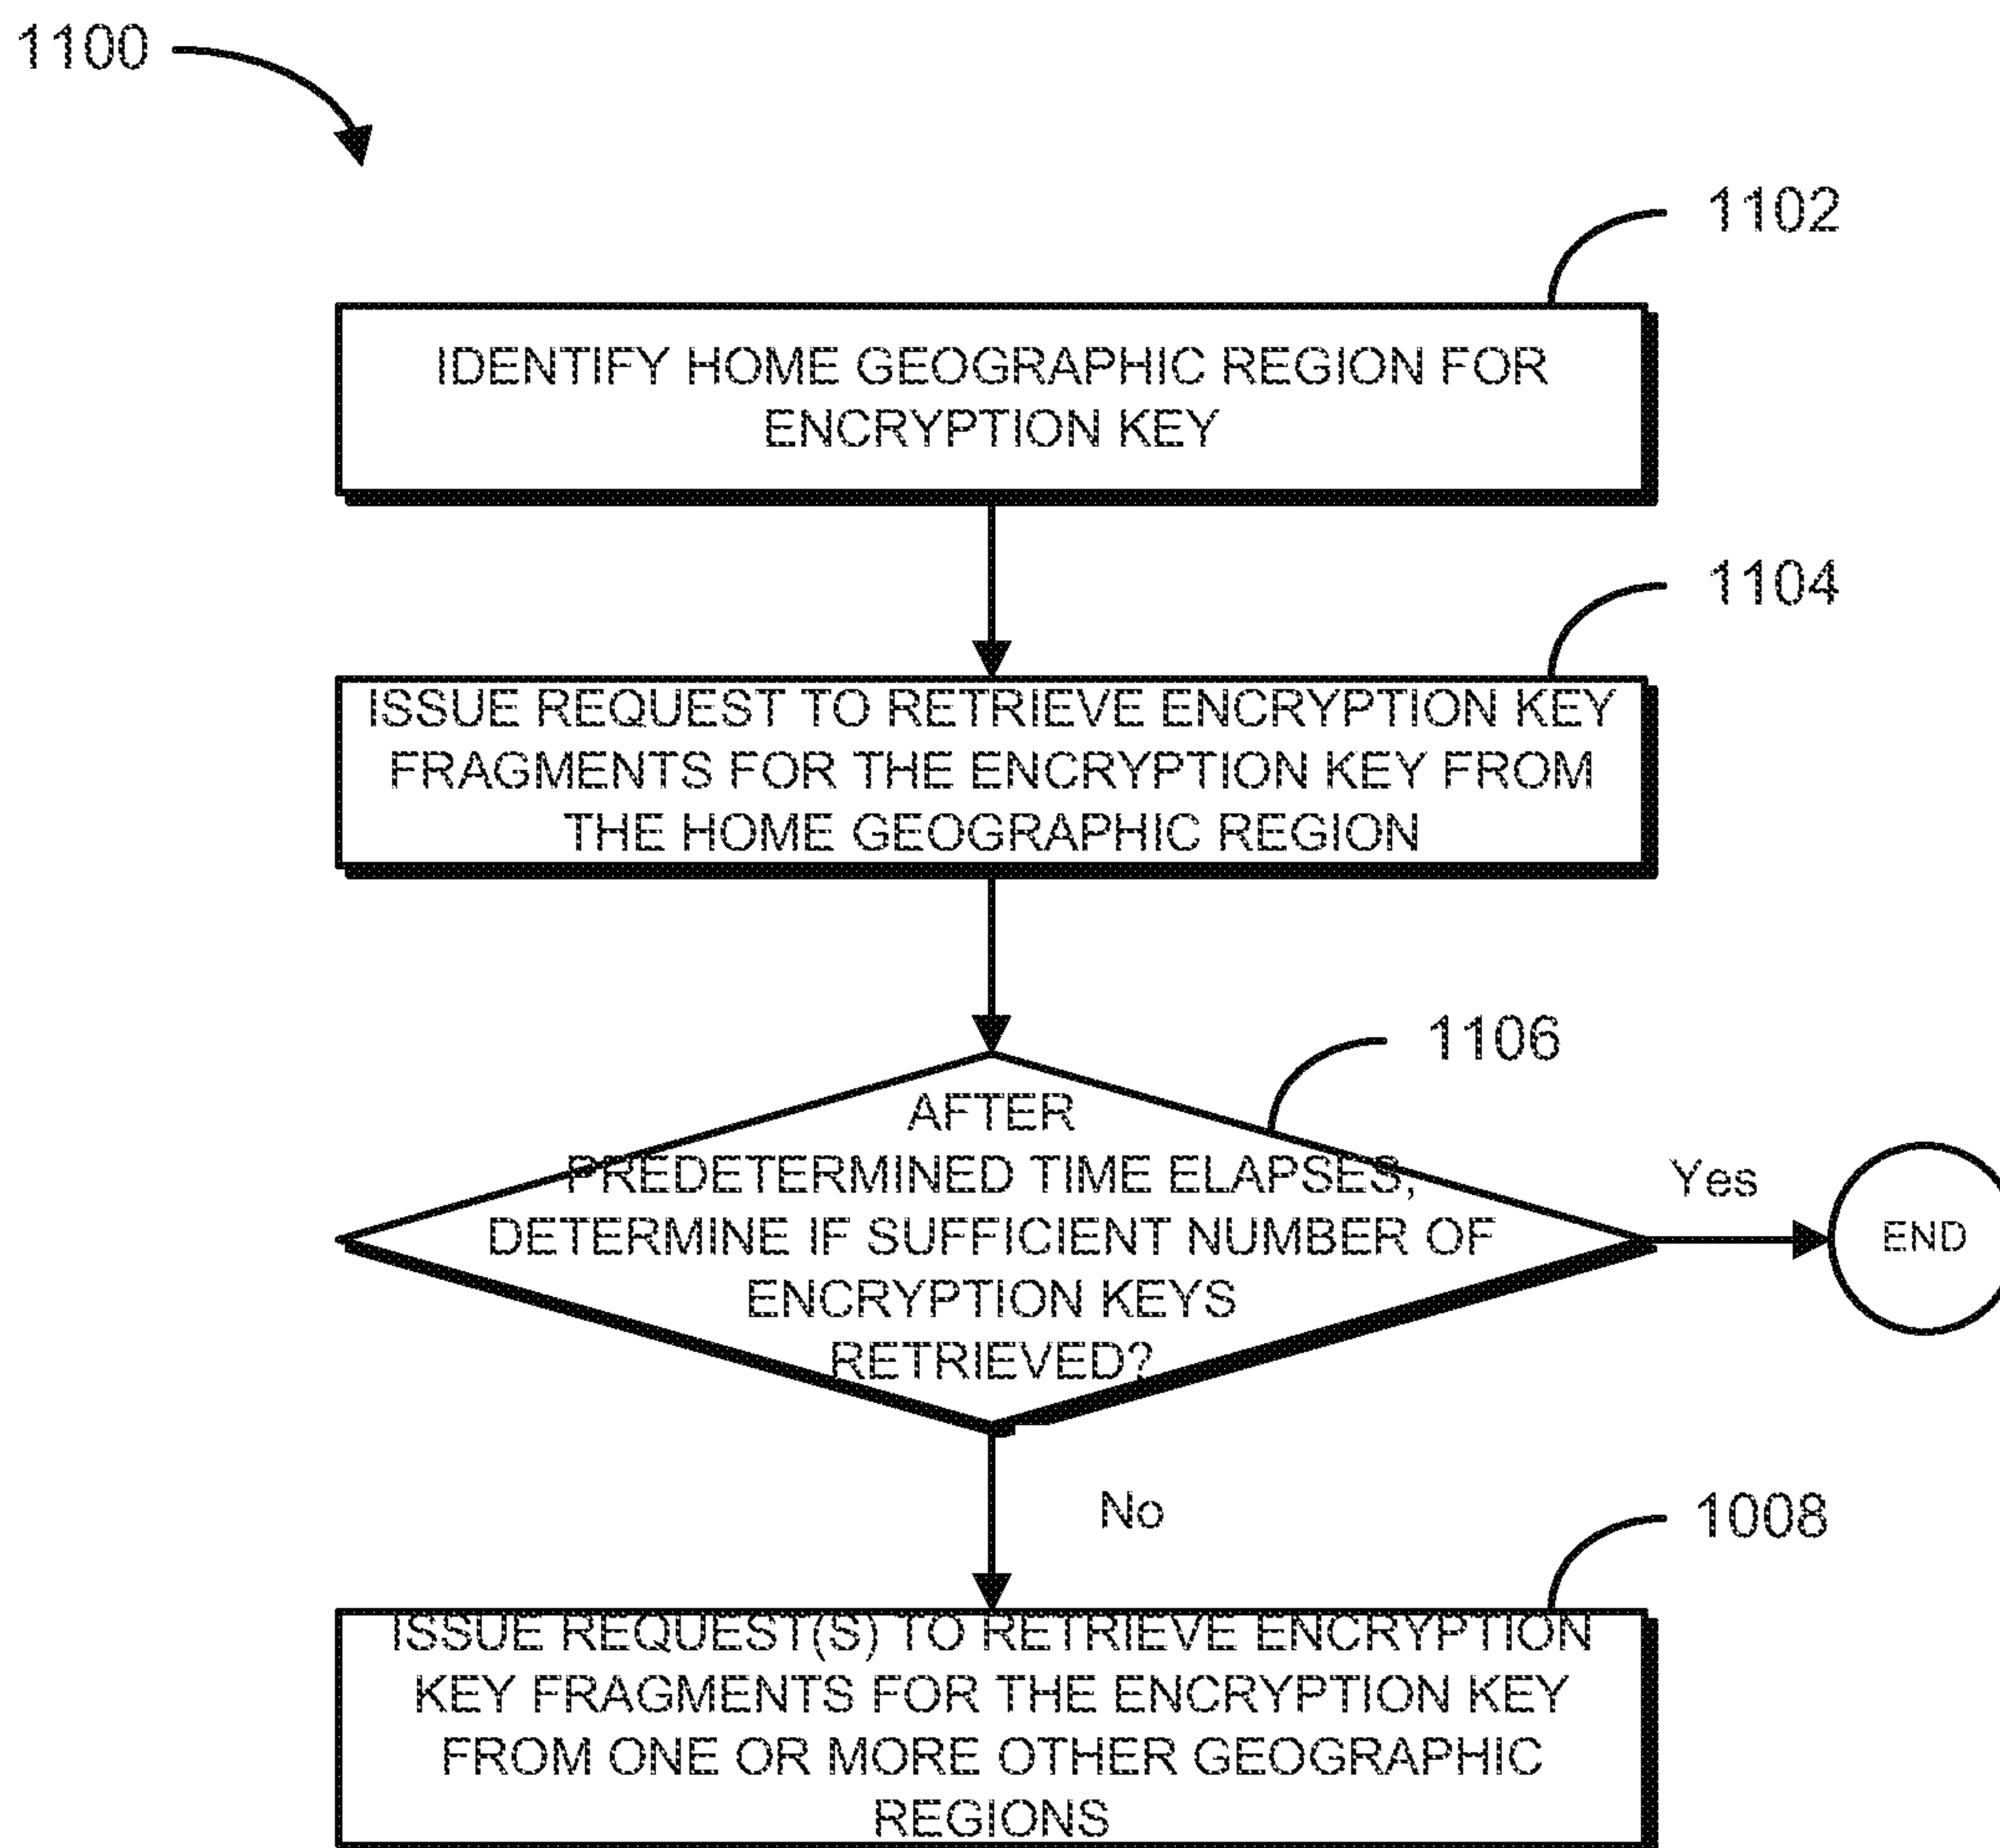 1100
1102
IDENTIFY HOME GEOGRAPHIC REGION FOR
ENCRYPTION KEY
1104
ISSUE REQUEST TO RETRIEVE ENCRYPTION KEY
FRAGMENTS FOR THE ENCRYPTION KEY FROM
THE HOME GEOGRAPHIC REGION
1106
AFTER
PREDETERMINED TIME ELAPSES,
DETERMINE IF SUFFICIENT NUMBER OF
ENCRYPTION KEYS
RETRIEVED?
Yes
END
No
1008
ISSUE REQUEST(S) TO RETRIEVE ENCRYPTION
KEY FRAGMENTS FOR THE ENCRYPTION KEY
FROM ONE OR MORE OTHER GEOGRAPHIC
REGIONS